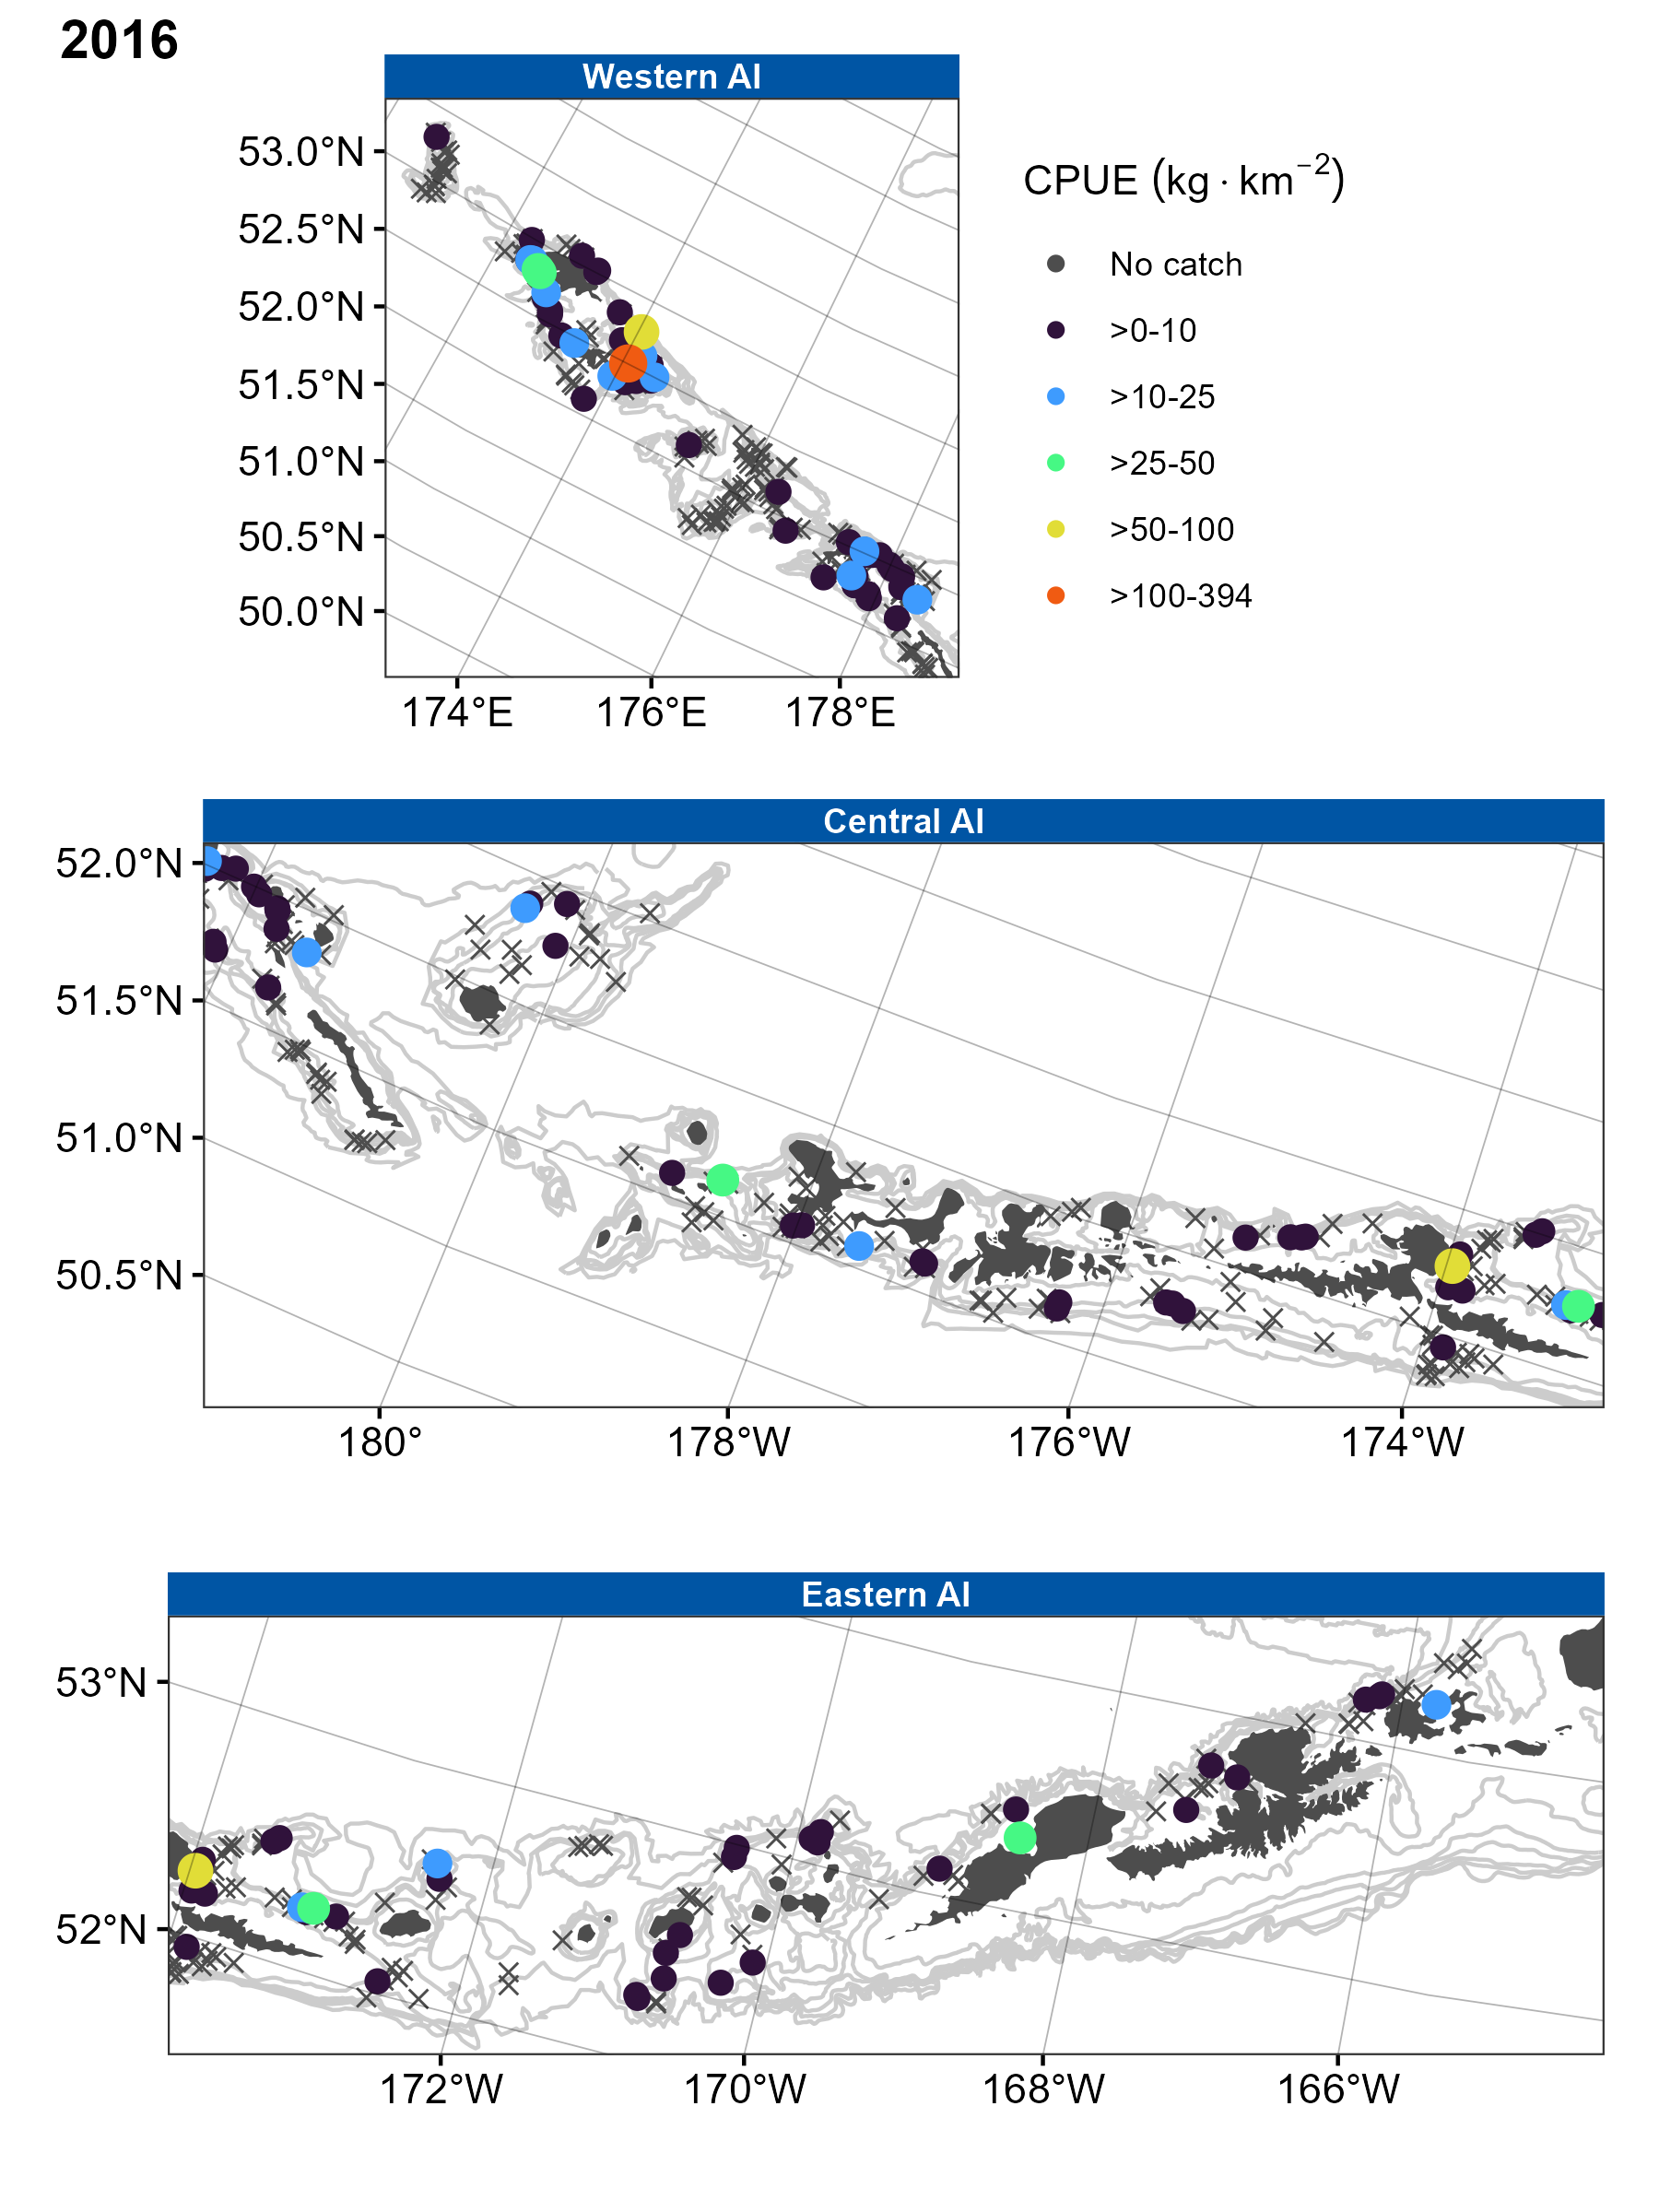 2016
Western AI
53.0°N
52.5°N
52.0°N
51.5°N
51.0°N
50.5°N
50.0°N
174°E 176°E 178°E
CPUE (kg · km⁻²)
No catch
>0-10
>10-25
>25-50
>50-100
>100-394
Central AI
52.0°N
51.5°N
51.0°N
50.5°N
180° 178°W 176°W 174°W
Eastern AI
53°N
52°N
172°W 170°W 168°W 166°W